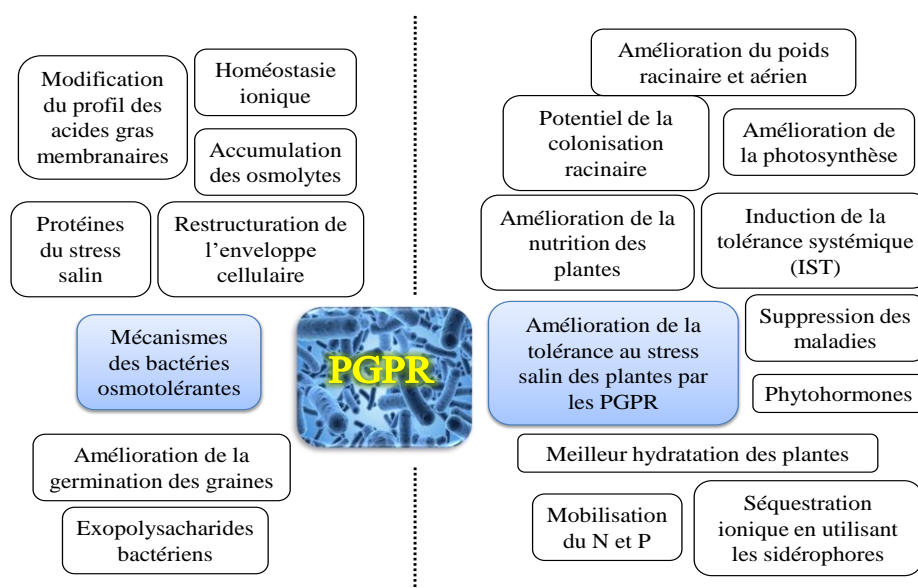 Modification
du profil des
acides gras
membranaires
Homéostasie
ionique
Accumulation
des osmolytes
Protéines
du stress
salin
Restructuration de
l'enveloppe
cellulaire
Mécanismes
des bactéries
osmotolérantes
Amélioration de la
germination des graines
Exopolysacharides
bactériens
PGPR
Amélioration du poids
racinaire et aérien
Potentiel de la
colonisation
racinaire
Amélioration de
la photosynthèse
Amélioration de la
nutrition des
plantes
Induction de la
tolérance systémique
(IST)
Amélioration de la
tolérance au stress
salin des plantes par
les PGPR
Suppression des
maladies
Phytohormones
Meilleur hydratation des plantes
Mobilisation
du N et P
Séquestration
ionique en utilisant
les sidérophores